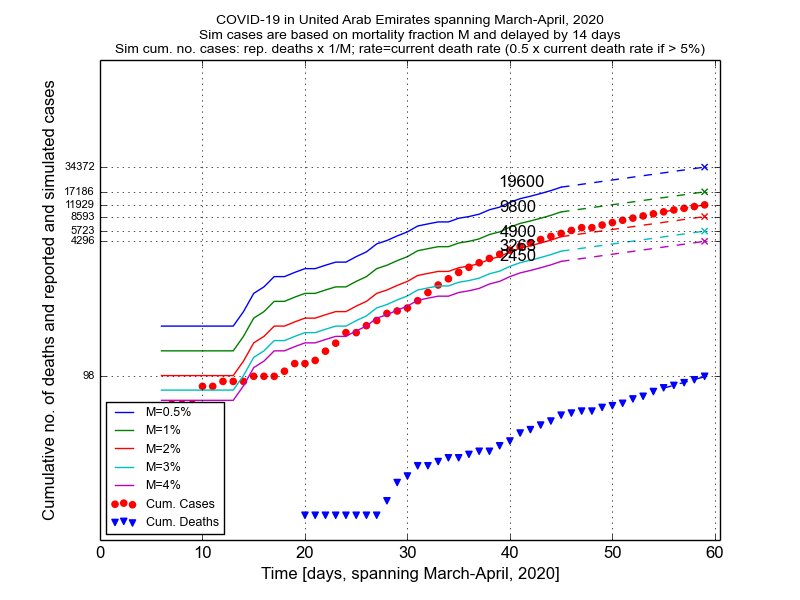 COVID-19 in United Arab Emirates spanning March-April, 2020
Sim cases are based on mortality fraction M and delayed by 14 days
Sim cum. no. cases: rep. deaths x 1/M; rate=current death rate (0.5 x current death rate if > 5%)
Cumulative no. of deaths and reported and simulated cases
34372
17186
11929
8593
5723
4296
98
19600
9800
4900
3260
2450
M=0.5%
M=1%
M=2%
M=3%
M=4%
Cum. Cases
Cum. Deaths
0 10 20 30 40 50 60
Time [days, spanning March-April, 2020]